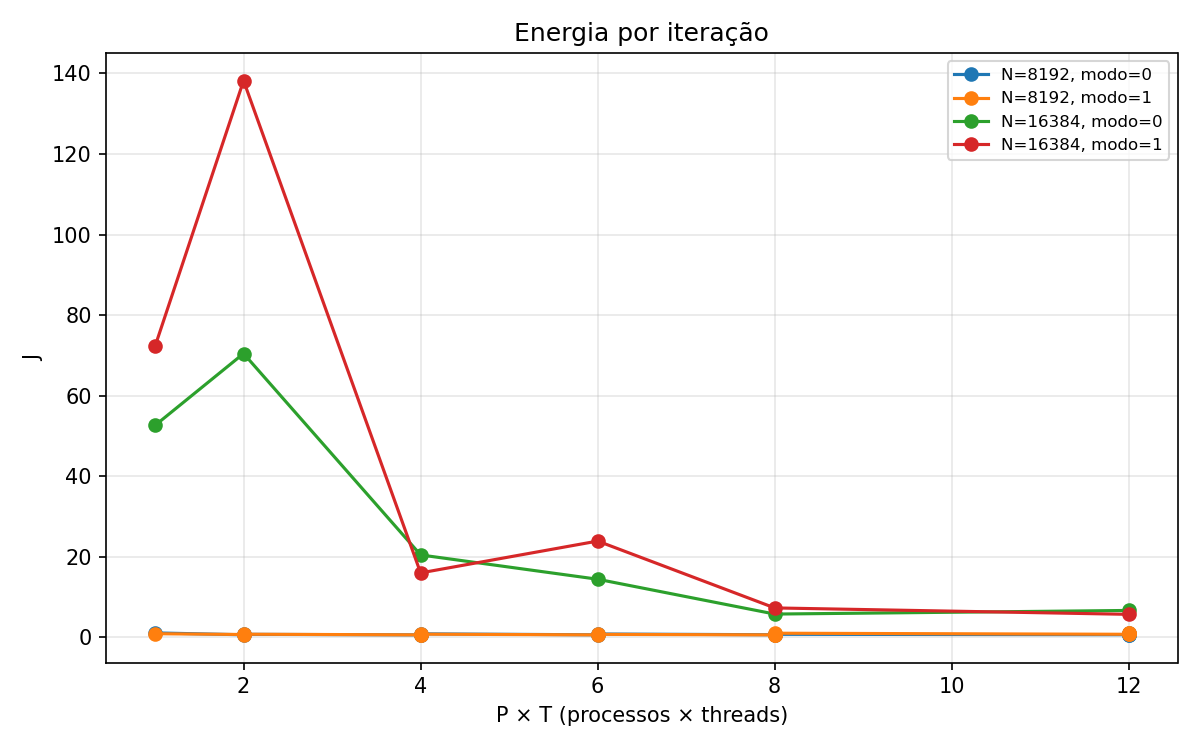 Energia por iteração
140
120
100
80
60
40
20
0
J
2
4
6
8
10
12
P × T (processos × threads)
N=8192, modo=0
N=8192, modo=1
N=16384, modo=0
N=16384, modo=1